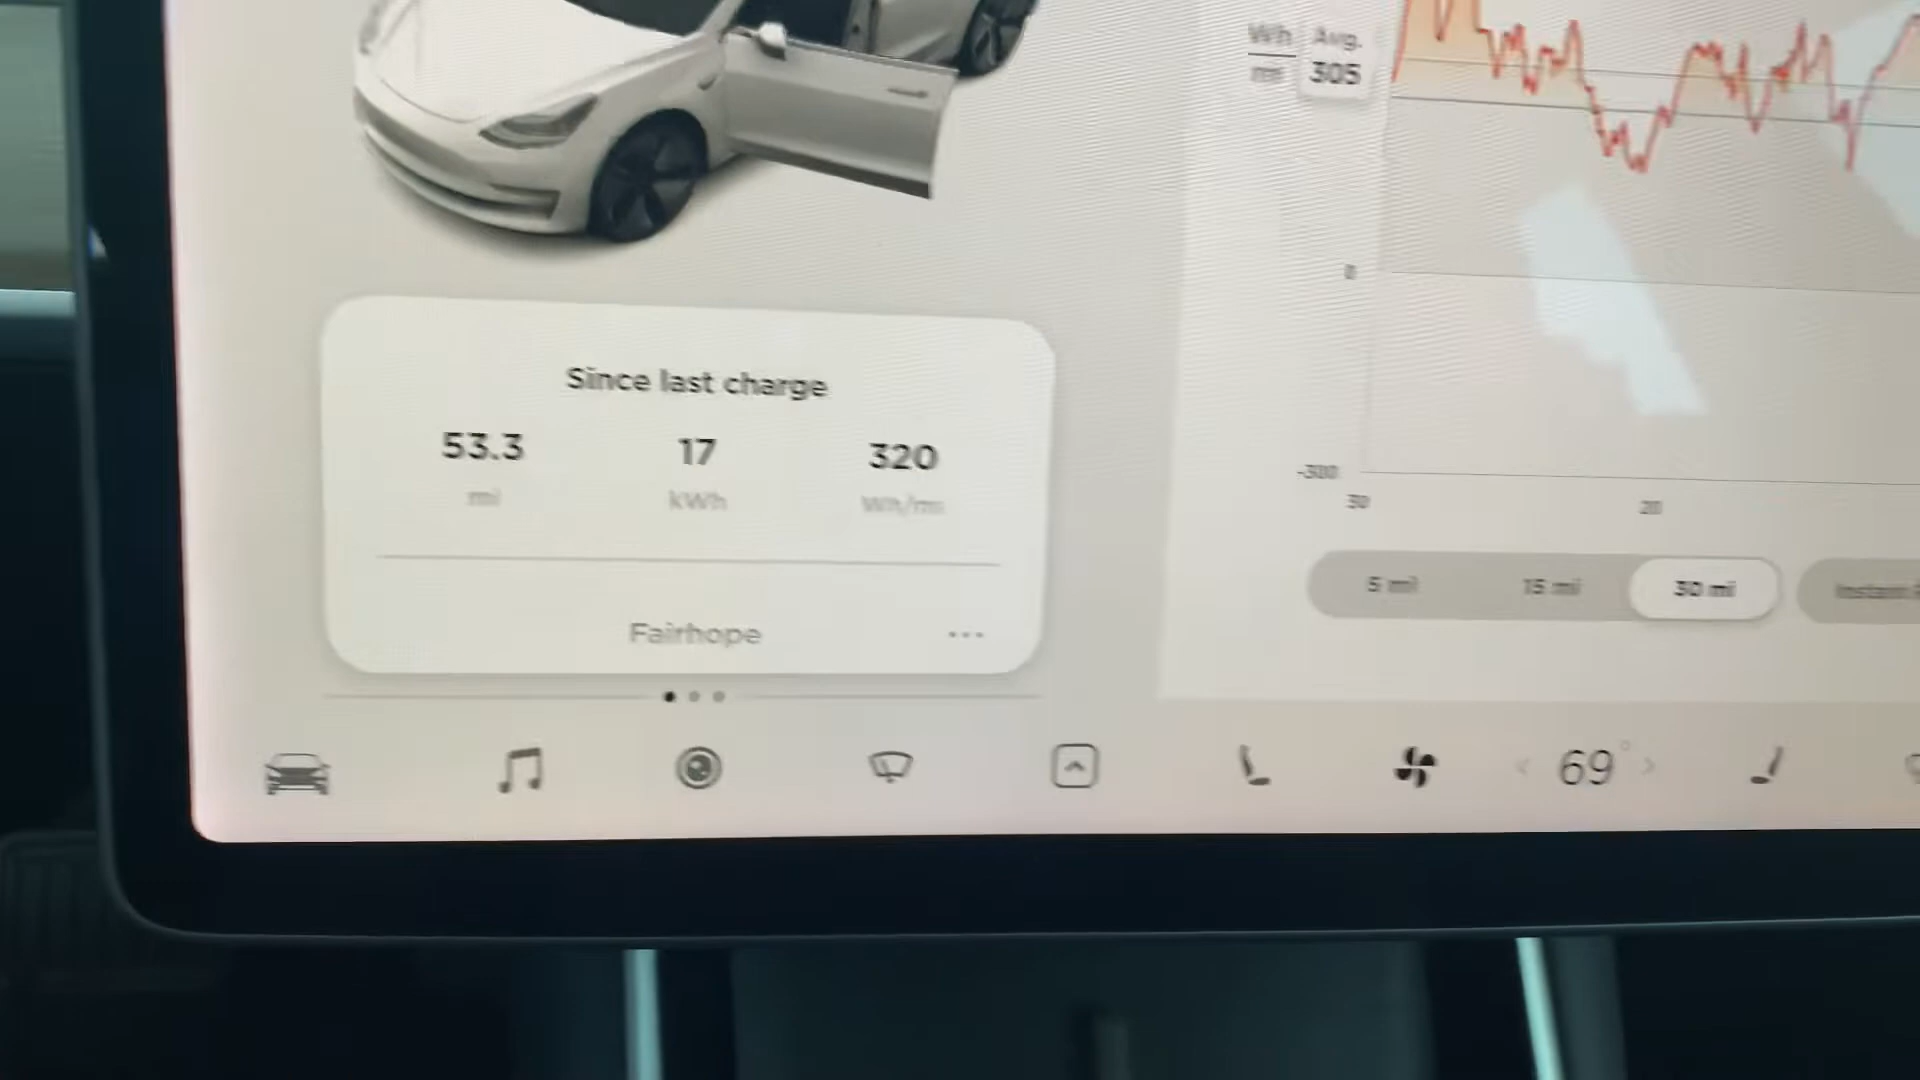 Wh Avg.
mi 305
0
-300
30 20
5 mi 15 mi 30 mi Instant
Since last charge
53.3 17 320
mi kWh Wh/mi
Fairhope
69°